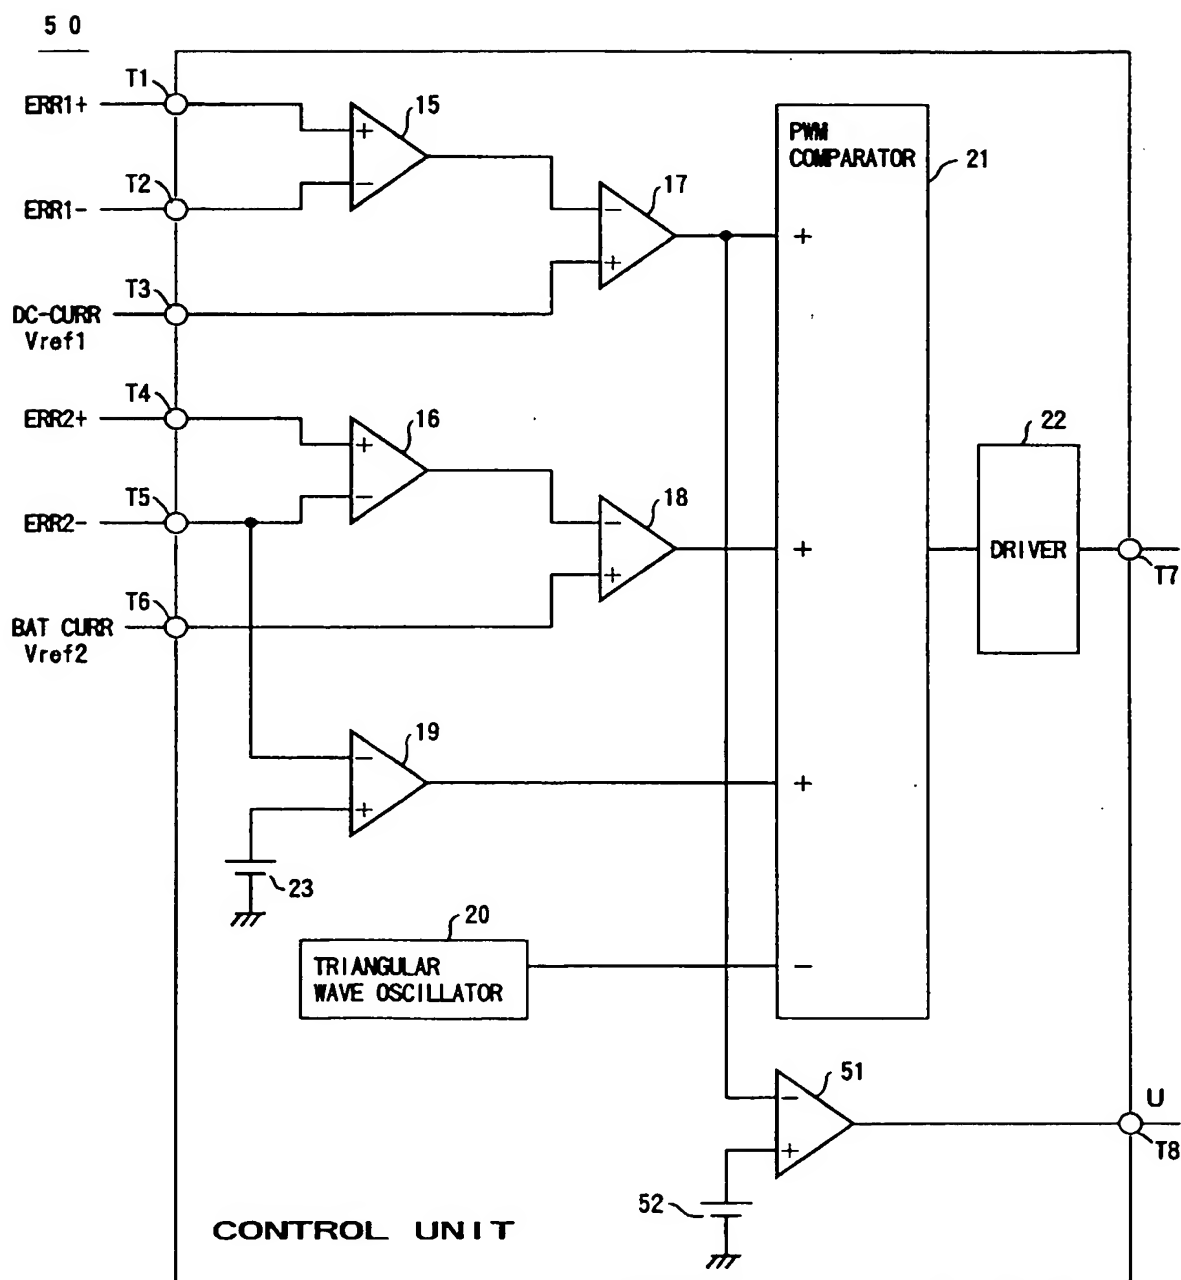 50
T1
ERR1+
15
PWM
COMPARATOR
21
T2
ERR1-
17
+
-
-
+
+
T3
DC-CURR
Vref1
T4
ERR2+
16
22
+
-
T5
ERR2-
18
-
+
+
DRIVER
T7
T6
BAT CURR
Vref2
19
-
+
+
23
20
TRIANGULAR
WAVE OSCILLATOR
-
51
-
+
U
T8
52
CONTROL UNIT